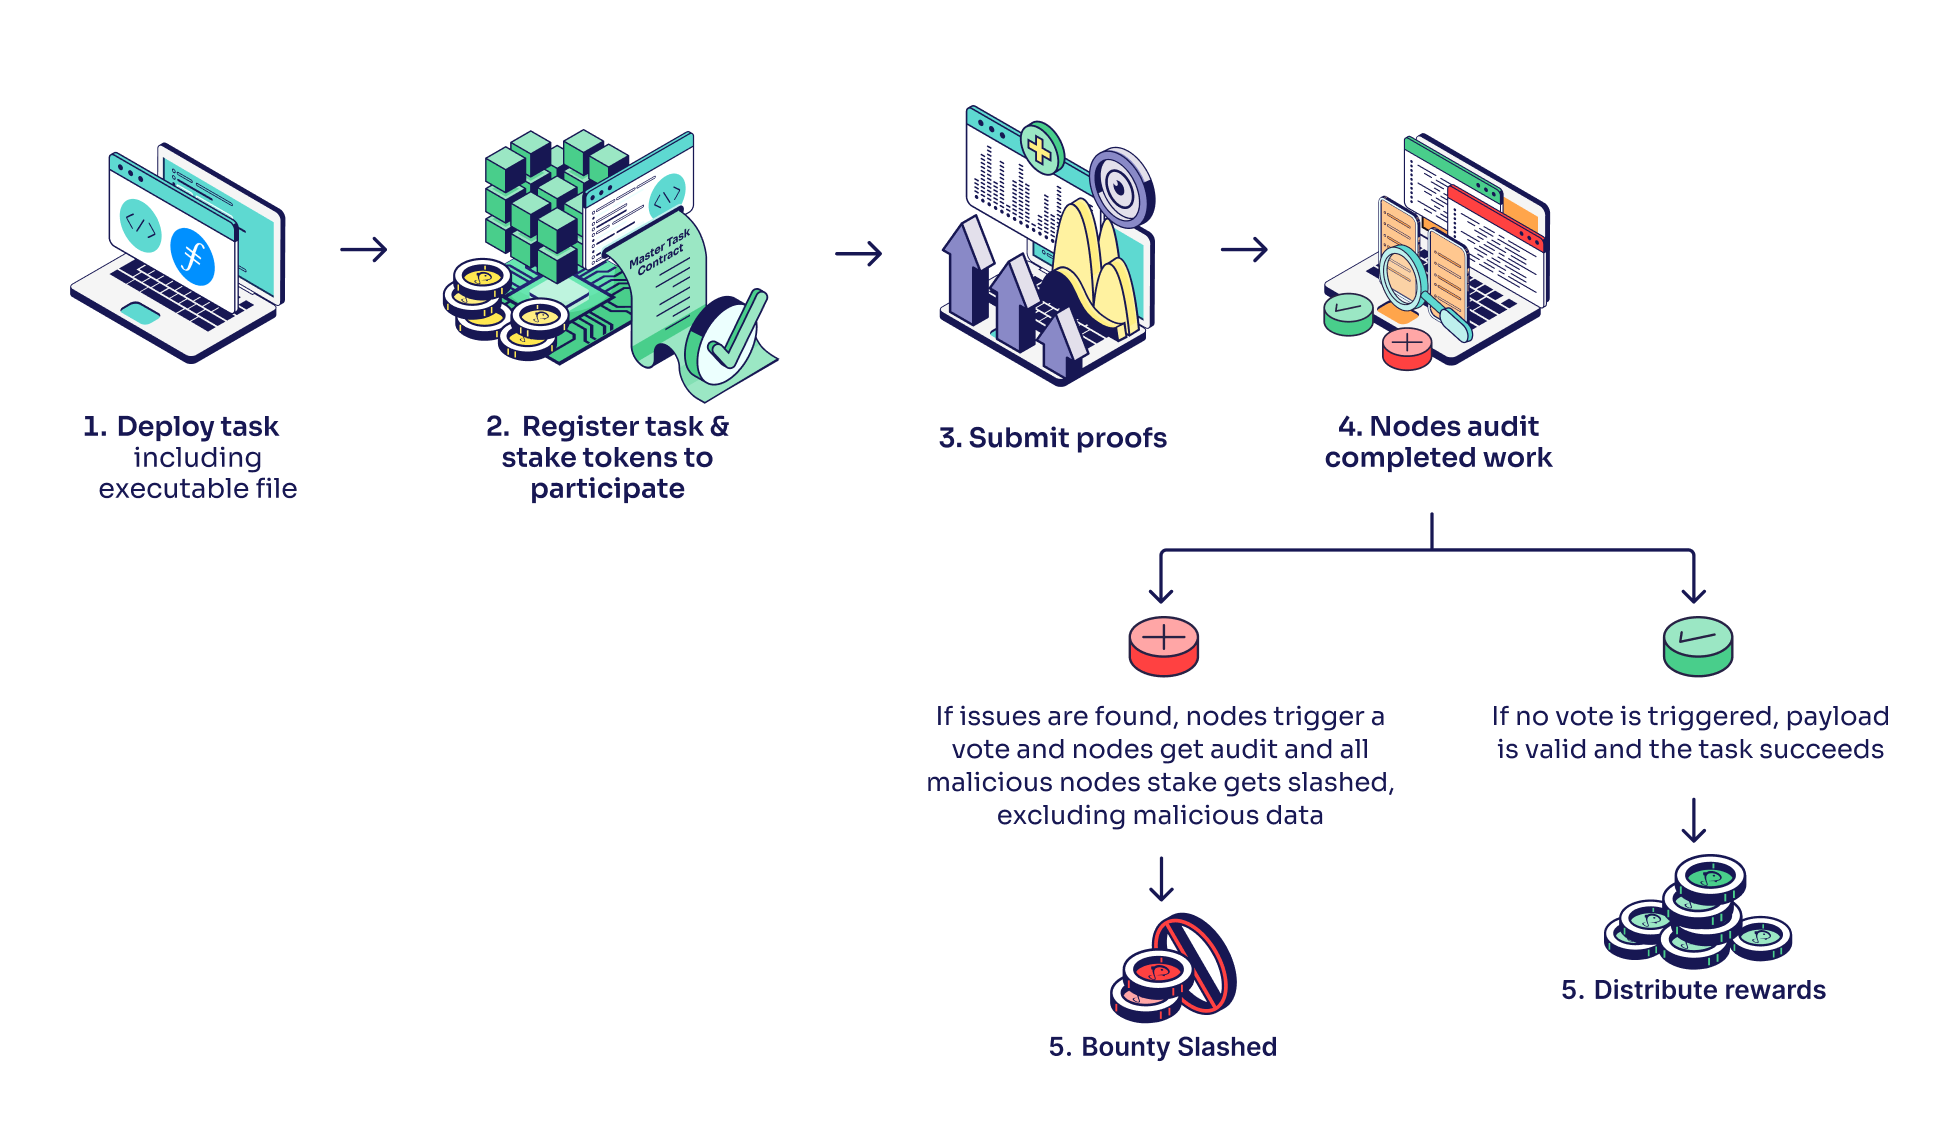 </>
</>
Master Task
Contract
1. Deploy task
including
executable file
2. Register task &
stake tokens to
participate
3. Submit proofs
4. Nodes audit
completed work
If issues are found, nodes trigger a
vote and nodes get audit and all
malicious nodes stake gets slashed,
excluding malicious data
If no vote is triggered, payload
is valid and the task succeeds
5. Bounty Slashed
5. Distribute rewards